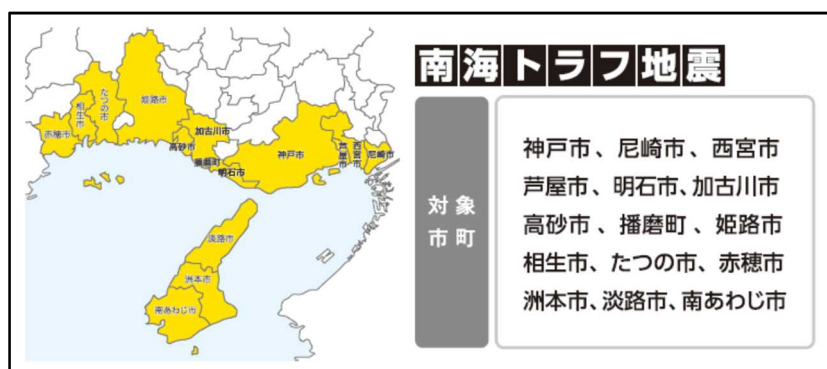 南海トラフ地震
対象
市町
神戸市、尼崎市、西宮市
芦屋市、明石市、加古川市
高砂市、播磨町、姫路市
相生市、たつの市、赤穂市
洲本市、淡路市、南あわじ市
姫路市
たつの市
相生市
赤穂市
加古川市
高砂市
播磨町
明石市
神戸市
芦屋市
西宮市
尼崎市
淡路市
洲本市
南あわじ市